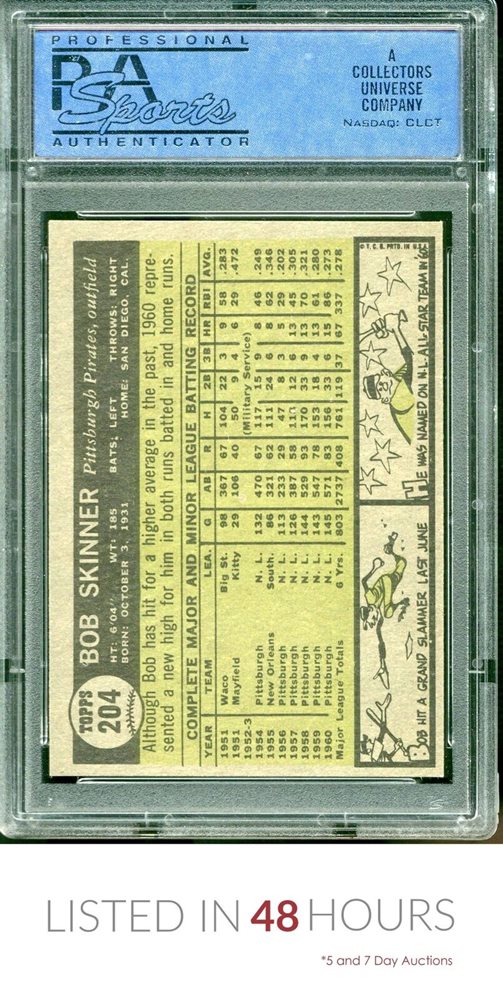 PROFESSIONAL
PSA
Sports
AUTHENTICATOR
A
COLLECTORS
UNIVERSE
COMPANY
NASDAQ: CLCT
TOPPS
204
BOB SKINNER Pittsburgh Pirates, outfield
HT: 6'04" WT: 185 BATS: LEFT THROWS: RIGHT
BORN: OCTOBER 3, 1931 HOME: SAN DIEGO, CAL.
Although Bob has hit for a higher average in the past, 1960 repre-
sented a new high for him in both runs batted in and home runs.
COMPLETE MAJOR AND MINOR LEAGUE BATTING RECORD
YEAR TEAM LEA. G AB R H 2B 3B HR RBI AVG.
1951 Waco Big St. 98 367 67 104 22 3 9 58 .283
1951 Mayfield Kitty 29 106 40 50 9 4 6 29 .472
1952-3 (Military Service)
1954 Pittsburgh N. L. 132 470 67 117 15 9 8 46 .249
1955 New Orleans South. 86 321 62 111 24 6 8 62 .346
1956 Pittsburgh N. L. 113 233 29 47 8 3 5 29 .202
1957 Pittsburgh N. L. 126 387 58 118 12 6 13 45 .305
1958 Pittsburgh N. L. 144 529 93 170 33 9 13 70 .321
1959 Pittsburgh N. L. 143 547 78 153 18 4 13 61 .280
1960 Pittsburgh N. L. 145 571 83 156 33 6 15 86 .273
Major League Totals 6 Yrs. 803 2737 408 761 119 37 67 337 .278
BOB HIT A GRAND SLAMMER LAST JUNE
HE WAS NAMED ON N.L. ALL-STAR TEAM IN '60
© T.C.G. PRTD. IN U.S.A.
LISTED IN 48 HOURS
*5 and 7 Day Auctions